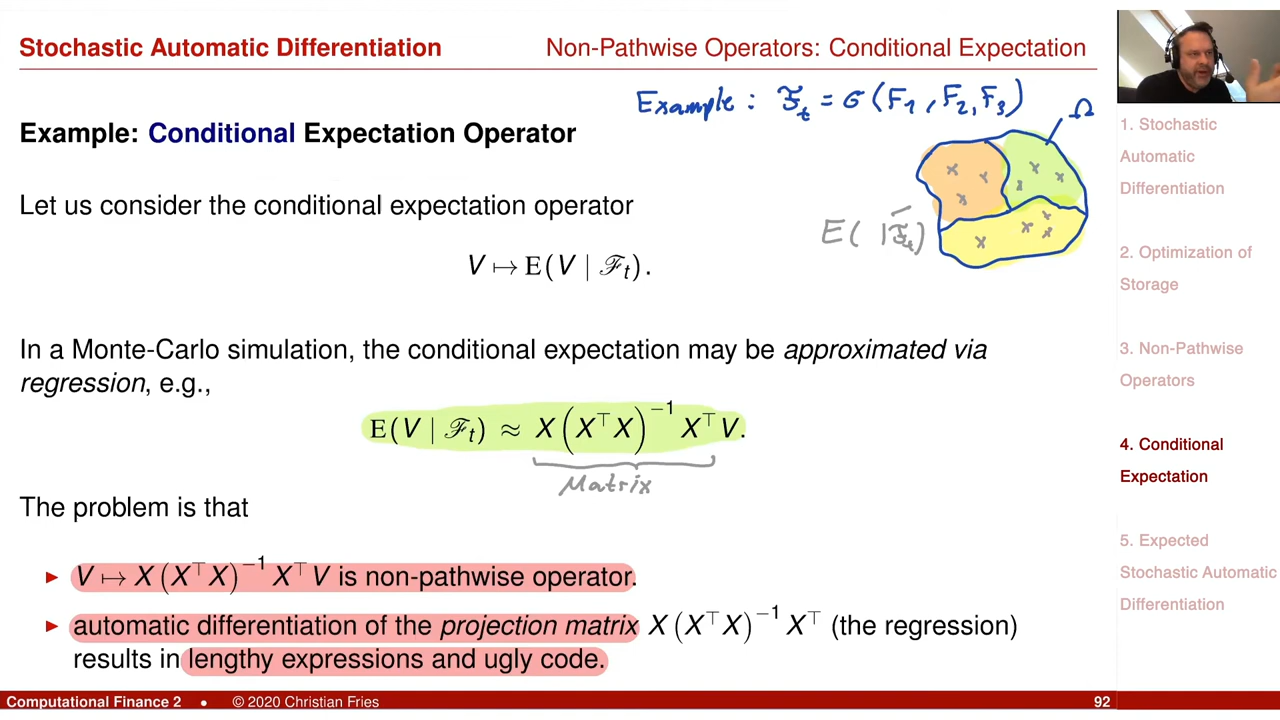 Stochastic Automatic Differentiation
Non-Pathwise Operators: Conditional Expectation
Example : ℱₜ = σ (F₁ , F₂, F₃)
Ω
Example: Conditional Expectation Operator
Let us consider the conditional expectation operator
E( |ℱₜ)
V ↦ E(V | ℱₜ).
In a Monte-Carlo simulation, the conditional expectation may be approximated via
regression, e.g.,
E(V | ℱₜ) ≈ X(X⊤X)⁻¹ X⊤V.
Matrix
The problem is that
▶ V ↦ X(X⊤X)⁻¹ X⊤V is non-pathwise operator.
▶ automatic differentiation of the projection matrix X(X⊤X)⁻¹ X⊤ (the regression)
results in lengthy expressions and ugly code.
1. Stochastic
Automatic
Differentiation
2. Optimization of
Storage
3. Non-Pathwise
Operators
4. Conditional
Expectation
5. Expected
Stochastic Automatic
Differentiation
Computational Finance 2 • © 2020 Christian Fries 92